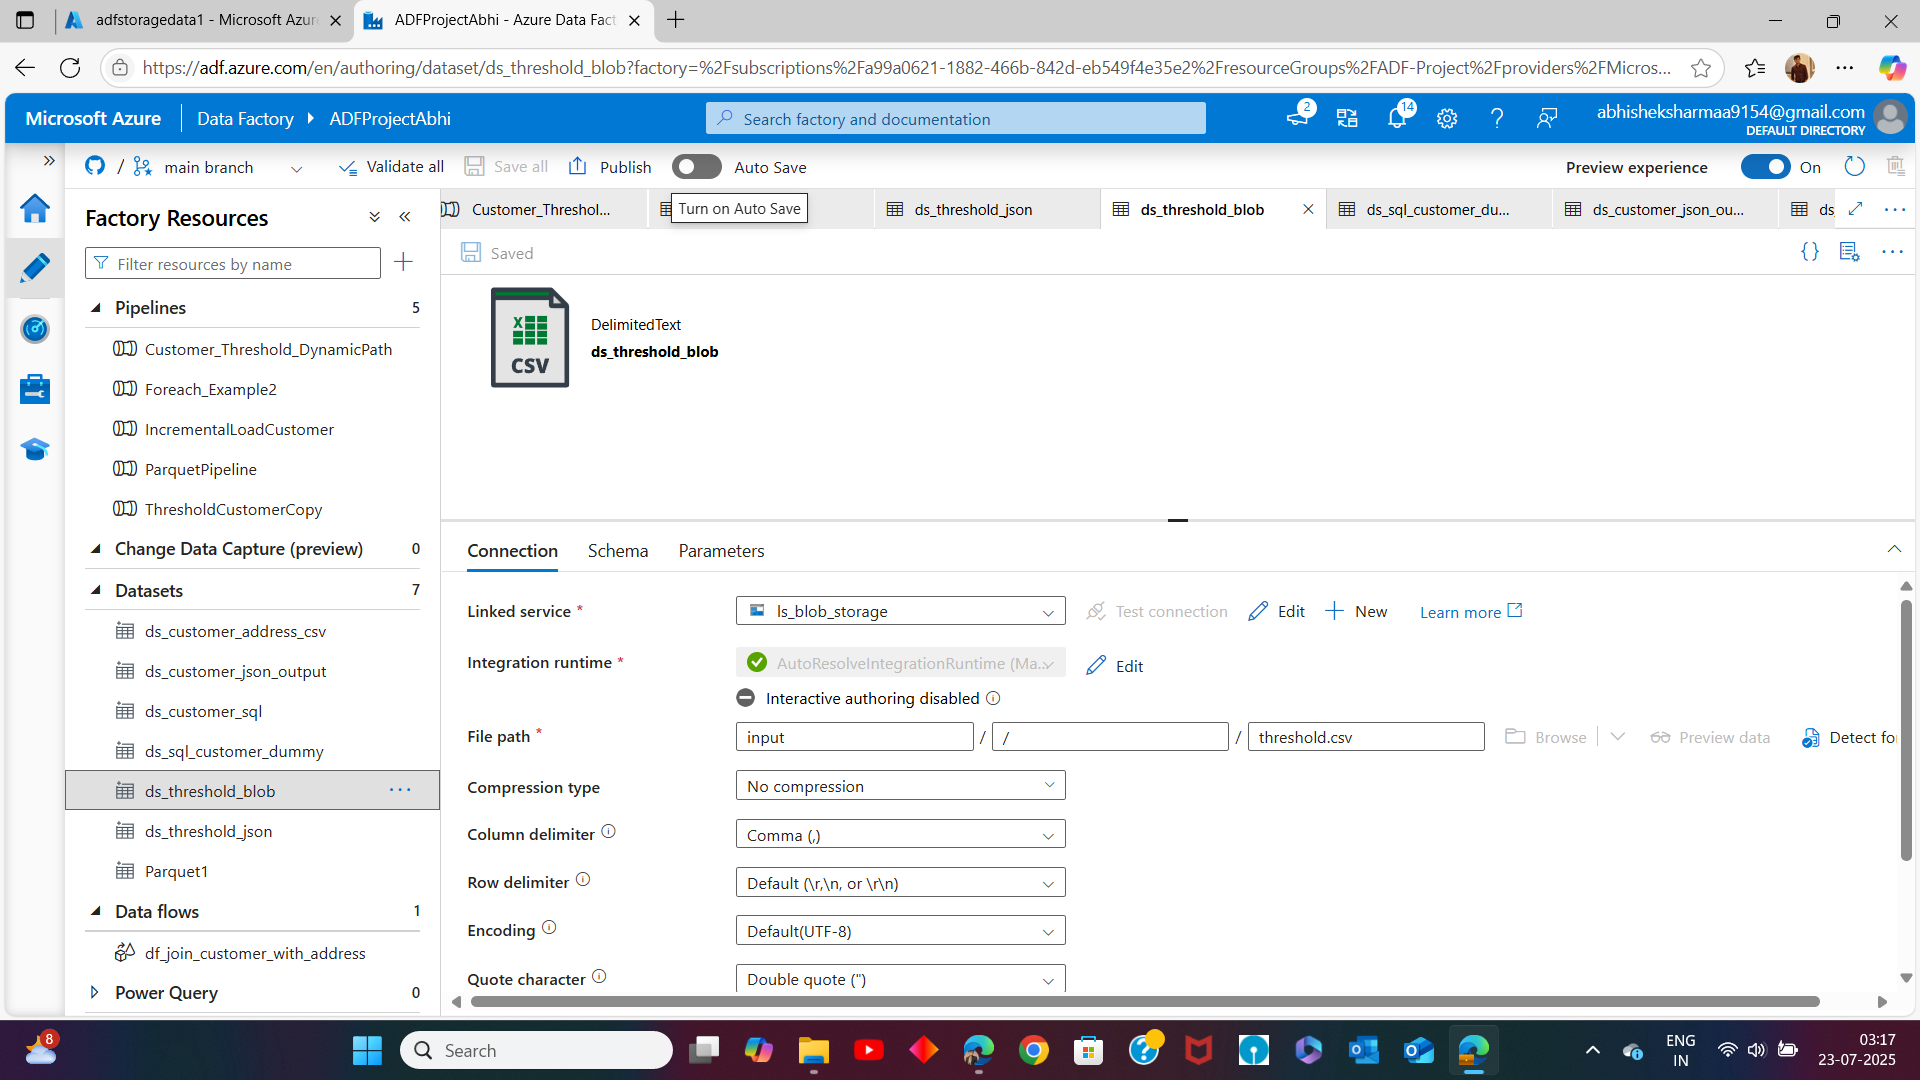 adfstoragedata1 - Microsoft Azur
ADFProjectAbhi - Azure Data Fact
https://adf.azure.com/en/authoring/dataset/ds_threshold_blob?factory=%2Fsubscriptions%2Fa99a0621-1882-466b-842d-eb549f4e35e2%2FresourceGroups%2FADF-Project%2Fproviders%2FMicros...
Microsoft Azure
Data Factory
ADFProjectAbhi
Search factory and documentation
2
14
abhisheksharmaa9154@gmail.com
DEFAULT DIRECTORY
/
main branch
Validate all
Save all
Publish
Auto Save
Preview experience
On
Factory Resources
Customer_Threshol...
Turn on Auto Save
ds_threshold_json
ds_threshold_blob
ds_sql_customer_du...
ds_customer_json_ou...
ds
Filter resources by name
Saved
Pipelines 5
Customer_Threshold_DynamicPath
Foreach_Example2
IncrementalLoadCustomer
ParquetPipeline
ThresholdCustomerCopy
Change Data Capture (preview) 0
Datasets 7
ds_customer_address_csv
ds_customer_json_output
ds_customer_sql
ds_sql_customer_dummy
ds_threshold_blob
ds_threshold_json
Parquet1
Data flows 1
df_join_customer_with_address
Power Query 0
CSV
DelimitedText
ds_threshold_blob
Connection
Schema
Parameters
Linked service *
ls_blob_storage
Test connection
Edit
New
Learn more
Integration runtime *
AutoResolveIntegrationRuntime (Ma...
Edit
Interactive authoring disabled
File path *
input / / / threshold.csv
Browse
Preview data
Detect for
Compression type
No compression
Column delimiter
Comma (,)
Row delimiter
Default (\r,\n, or \r\n)
Encoding
Default(UTF-8)
Quote character
Double quote (")
8
Search
ENG
IN
03:17
23-07-2025